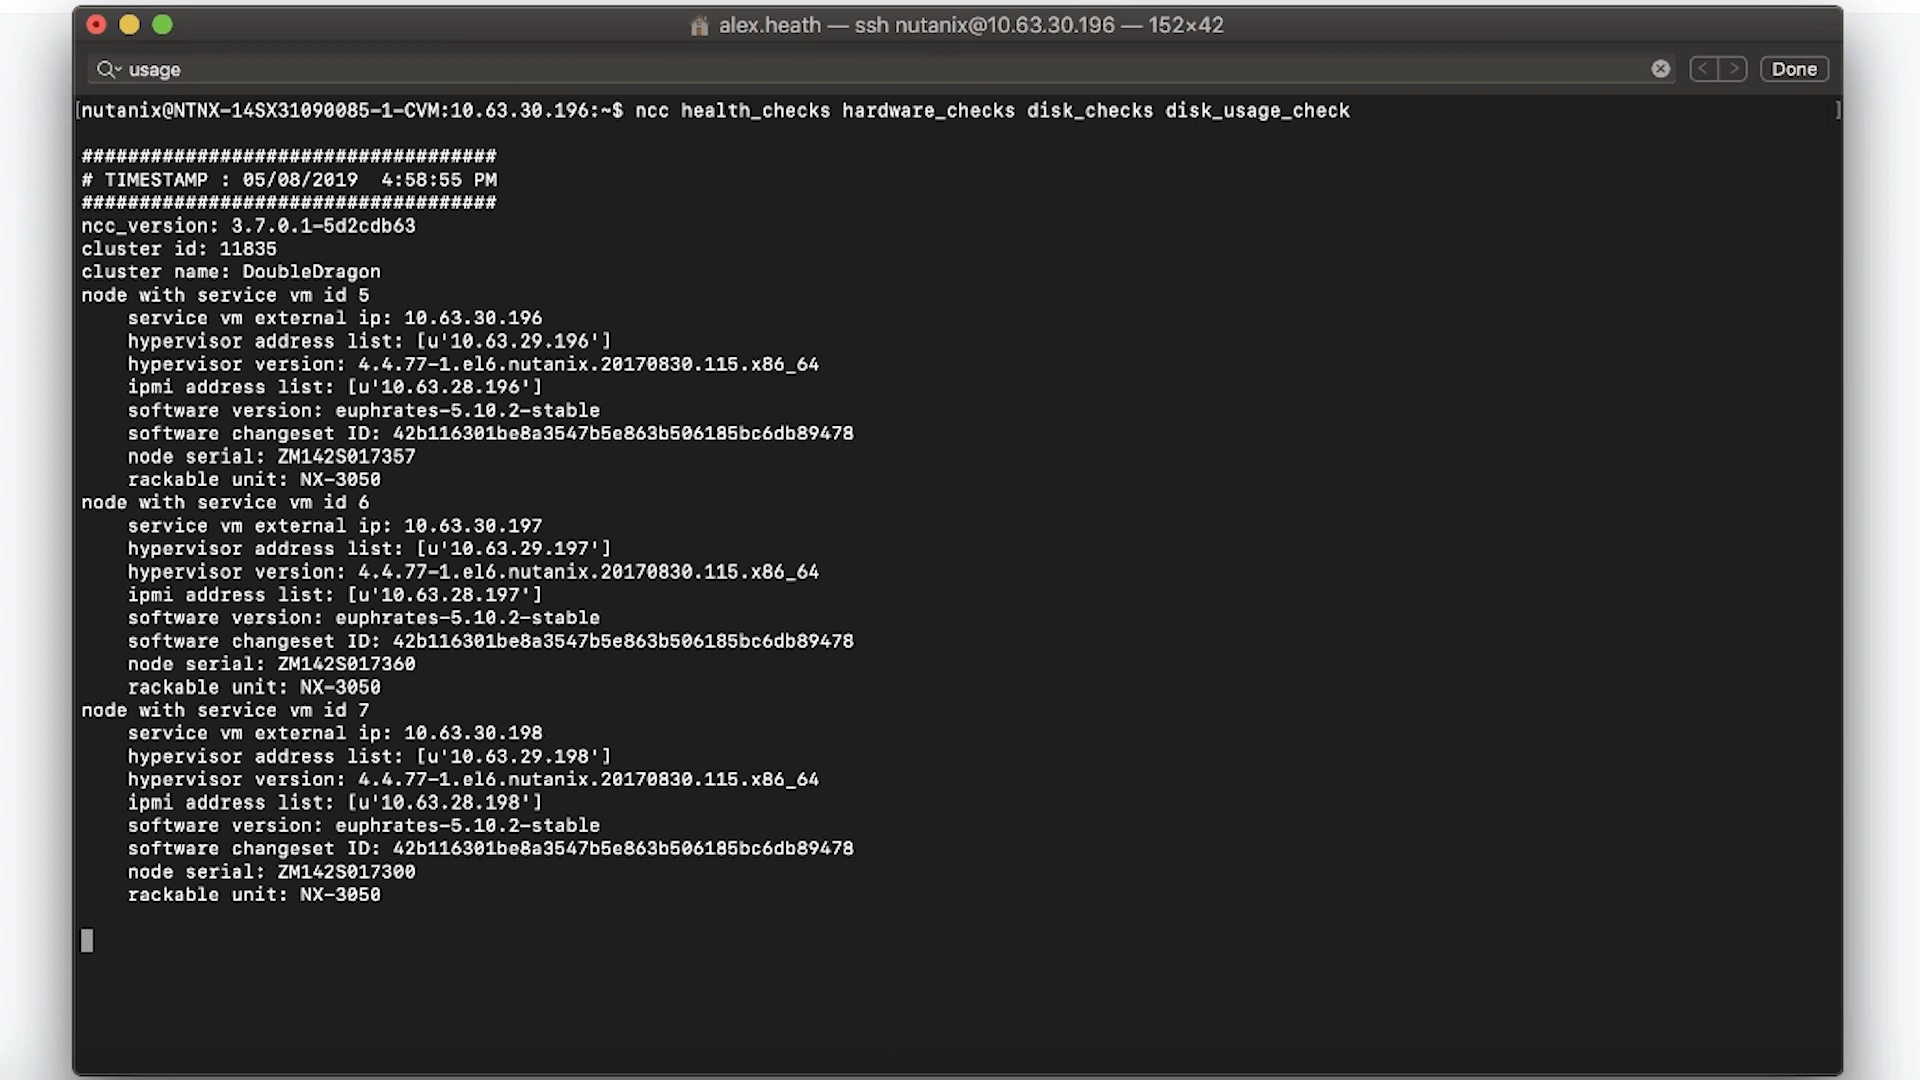 alex.heath — ssh nutanix@10.63.30.196 — 152×42
usage
Done
[nutanix@NTNX-14SX31090085-1-CVM:10.63.30.196:~$ ncc health_checks hardware_checks disk_checks disk_usage_check ]
####################################
# TIMESTAMP : 05/08/2019  4:58:55 PM
####################################
ncc_version: 3.7.0.1-5d2cdb63
cluster id: 11835
cluster name: DoubleDragon
node with service vm id 5
    service vm external ip: 10.63.30.196
    hypervisor address list: [u'10.63.29.196']
    hypervisor version: 4.4.77-1.el6.nutanix.20170830.115.x86_64
    ipmi address list: [u'10.63.28.196']
    software version: euphrates-5.10.2-stable
    software changeset ID: 42b116301be8a3547b5e863b506185bc6db89478
    node serial: ZM142S017357
    rackable unit: NX-3050
node with service vm id 6
    service vm external ip: 10.63.30.197
    hypervisor address list: [u'10.63.29.197']
    hypervisor version: 4.4.77-1.el6.nutanix.20170830.115.x86_64
    ipmi address list: [u'10.63.28.197']
    software version: euphrates-5.10.2-stable
    software changeset ID: 42b116301be8a3547b5e863b506185bc6db89478
    node serial: ZM142S017360
    rackable unit: NX-3050
node with service vm id 7
    service vm external ip: 10.63.30.198
    hypervisor address list: [u'10.63.29.198']
    hypervisor version: 4.4.77-1.el6.nutanix.20170830.115.x86_64
    ipmi address list: [u'10.63.28.198']
    software version: euphrates-5.10.2-stable
    software changeset ID: 42b116301be8a3547b5e863b506185bc6db89478
    node serial: ZM142S017300
    rackable unit: NX-3050